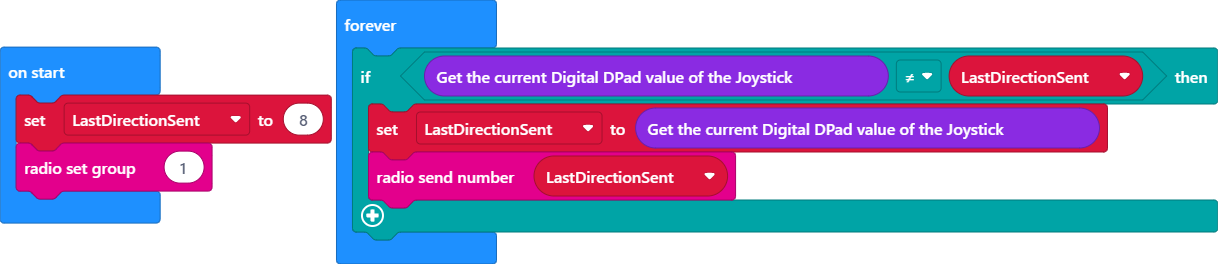 on start
set LastDirectionSent to 8
radio set group 1
forever
if Get the current Digital DPad value of the Joystick ≠ LastDirectionSent then
set LastDirectionSent to Get the current Digital DPad value of the Joystick
radio send number LastDirectionSent